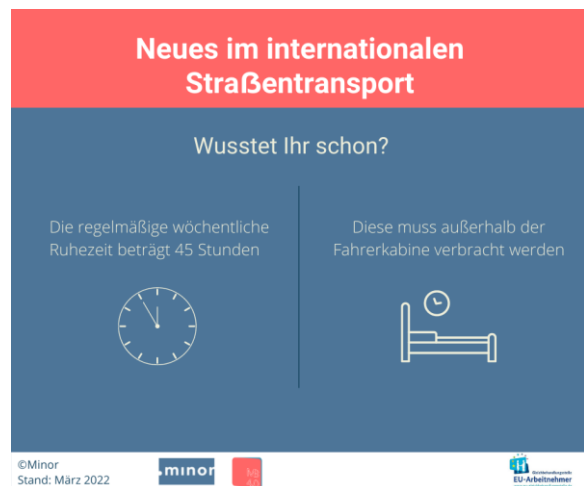 Neues im internationalen
Straßentransport
Wusstet Ihr schon?
Die regelmäßige wöchentliche
Ruhezeit beträgt 45 Stunden
Diese muss außerhalb der
Fahrerkabine verbracht werden
©Minor
Stand: März 2022
minor
EU-Arbeitnehmer